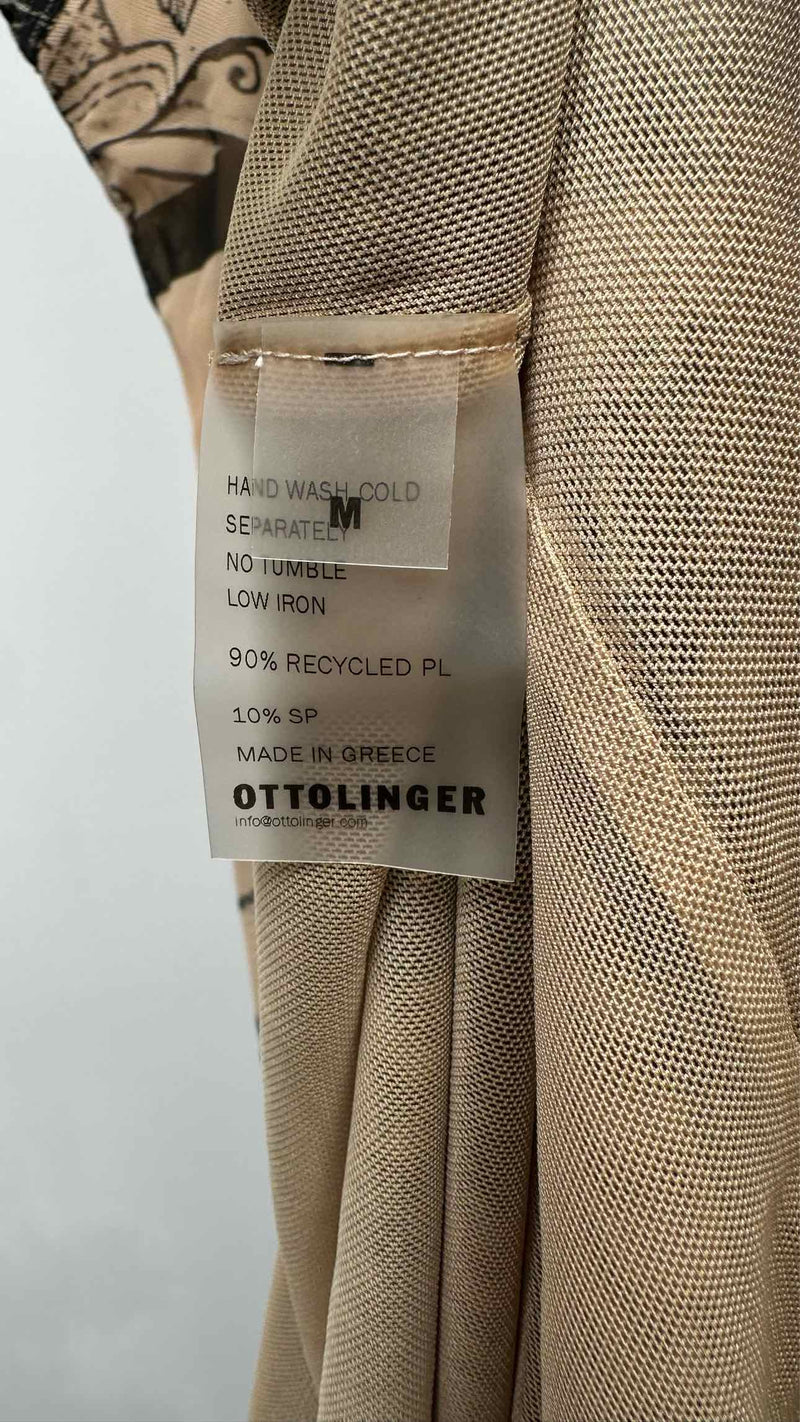 HAND WASH COLD
M
SEPARATELY
NO TUMBLE
LOW IRON
90% RECYCLED PL
10% SP
MADE IN GREECE
OTTOLINGER
info@ottolinger.com